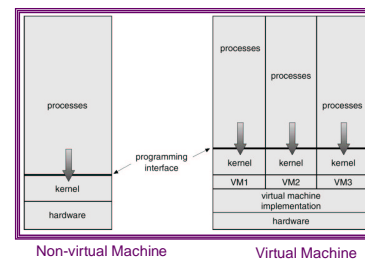 processes
kernel
hardware
programming
interface
processes
processes
processes
kernel kernel kernel
VM1 VM2 VM3
virtual machine
implementation
hardware
Non-virtual Machine
Virtual Machine